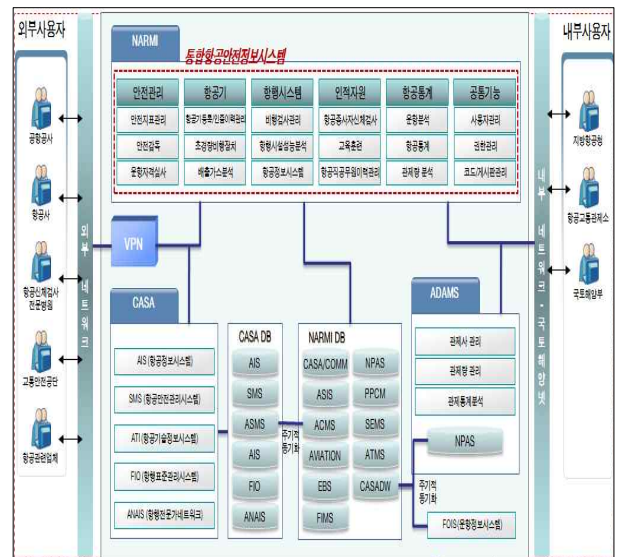 외부사용자
공항공사
항공사
항공신체검사
전문병원
교통안전공단
항공관련업체
외부 네트워크
NARMI
통합항공안전정보시스템
안전관리
안전지표관리
안전감독
운항자격심사
항공기
항공기등록/인증이력관리
초경량비행장치
배출가스분석
항행시스템
비행검사관리
항행시설성능분석
항공정보시스템
인적자원
항공종사자신체검사
교육훈련
항공직공무원이력관리
항공통계
운항분석
항공통계
관제량 분석
공통기능
사용자관리
권한관리
코드/게시판관리
VPN
CASA
AIS (항공정보시스템)
SMS (항공안전관리시스템)
ATI (항공기술정보시스템)
FIO (항행표준관리시스템)
ANAIS (항행전문가네트워크)
CASA DB
AIS
SMS
ASMS
AIS
FIO
ANAIS
주기적
동기화
NARMI DB
CASA/COMM
ASIS
ACMS
AVIATION
EBS
FIMS
NPAS
PPCM
SEMS
ATMS
CASADW
ADAMS
관제사 관리
관제량 관리
관제통계분석
NPAS
주기적
동기화
FOIS(운항정보시스템)
내부 네트워크 - 국토해양넷
내부사용자
지방항공청
항공교통관제소
국토해양부